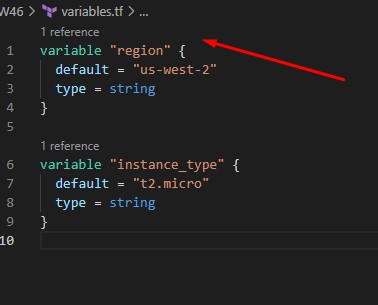 W46 > variables.tf > ...
1 reference
1 variable "region" {
2 default = "us-west-2"
3 type = string
4 }
5
1 reference
6 variable "instance_type" {
7 default = "t2.micro"
8 type = string
9 }
10